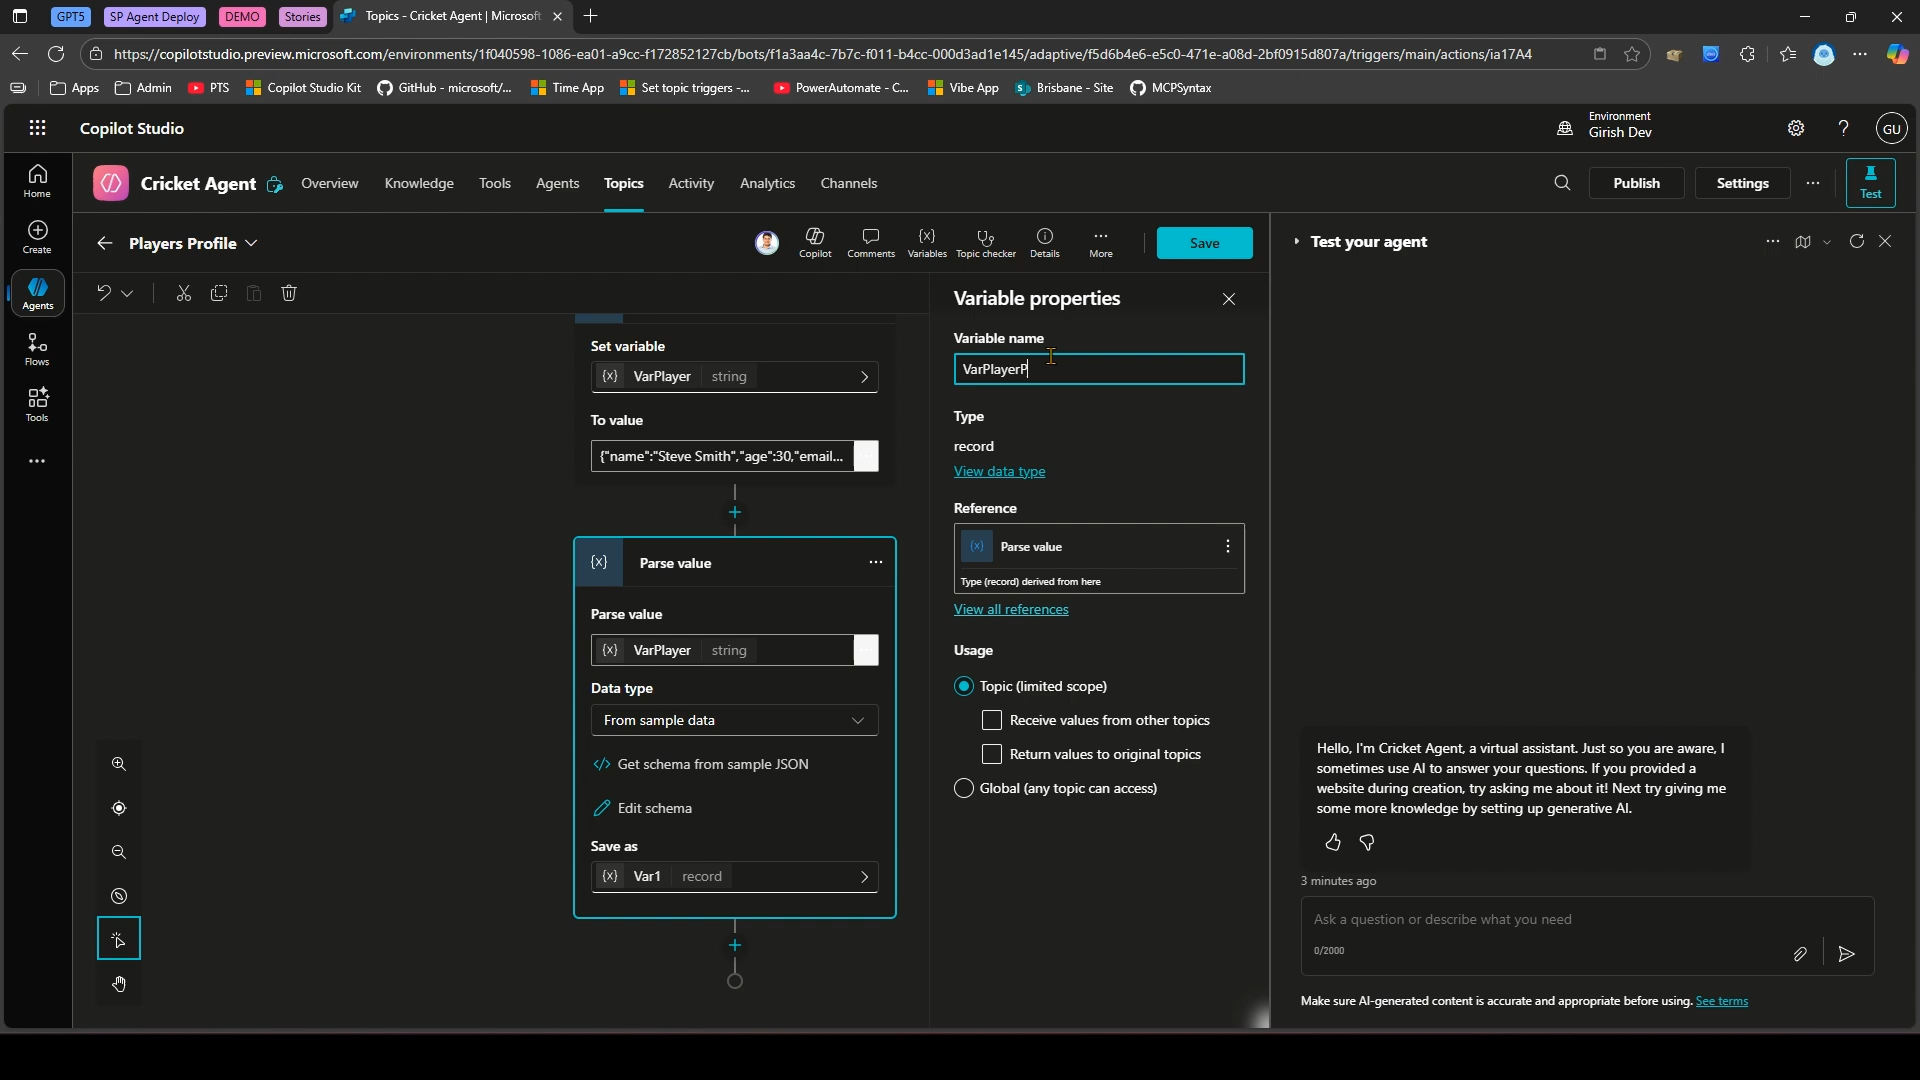 GPT5
SP Agent Deploy
DEMO
Stories
Topics - Cricket Agent | Microsoft
https://copilotstudio.preview.microsoft.com/environments/1f040598-1086-ea01-a9cc-f172852127cb/bots/f1a3aa4c-7b7c-f011-b4cc-000d3ad1e145/adaptive/f5d6b4e6-e5c0-471e-a08d-2bf0915d807a/triggers/main/actions/ia17A4
Apps
Admin
PTS
Copilot Studio Kit
GitHub - microsoft/...
Time App
Set topic triggers -...
PowerAutomate - C...
Vibe App
Brisbane - Site
MCPSyntax
Copilot Studio
Environment
Girish Dev
GU
Home
Create
Agents
Flows
Tools
Cricket Agent
Overview
Knowledge
Tools
Agents
Topics
Activity
Analytics
Channels
Publish
Settings
Test
Players Profile
Copilot
Comments
Variables
Topic checker
Details
More
Save
Set variable
{x} VarPlayer string
To value
{"name":"Steve Smith","age":30,"email...
{x} Parse value
Parse value
{x} VarPlayer string
Data type
From sample data
</> Get schema from sample JSON
Edit schema
Save as
{x} Var1 record
Variable properties
Variable name
VarPlayerP
Type
record
View data type
Reference
{x} Parse value
Type (record) derived from here
View all references
Usage
Topic (limited scope)
Receive values from other topics
Return values to original topics
Global (any topic can access)
Test your agent
Hello, I'm Cricket Agent, a virtual assistant. Just so you are aware, I
sometimes use AI to answer your questions. If you provided a
website during creation, try asking me about it! Next try giving me
some more knowledge by setting up generative AI.
3 minutes ago
Ask a question or describe what you need
0/2000
Make sure AI-generated content is accurate and appropriate before using. See terms